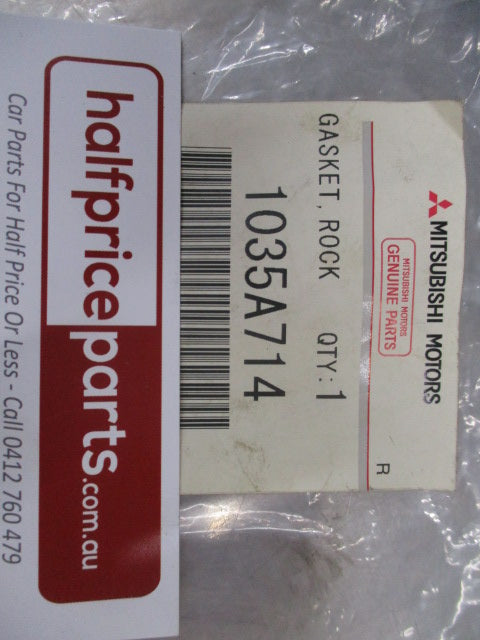 MITSUBISHI MOTORS
MITSUBISHI MOTORS
GENUINE PARTS
R
GASKET, ROCK QTY:1
1035A714
halfpriceparts.com.au
Car Parts For Half Price Or Less - Call 0412 760 479